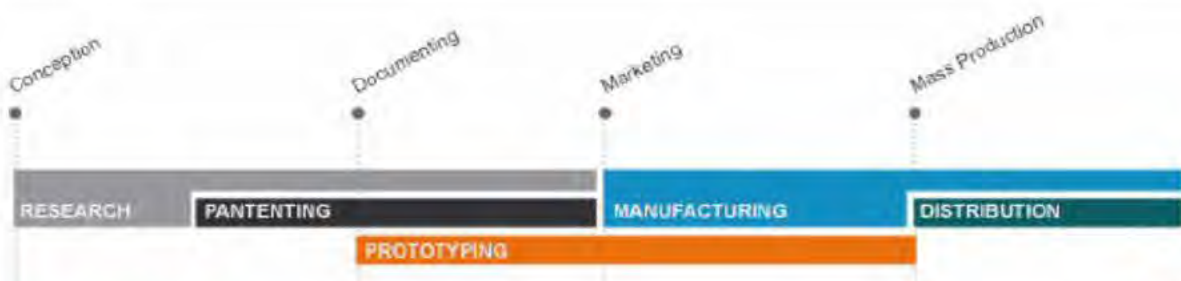 Conception
Documenting
Marketing
Mass Production
RESEARCH
PANTENTING
MANUFACTURING
DISTRIBUTION
PROTOTYPING